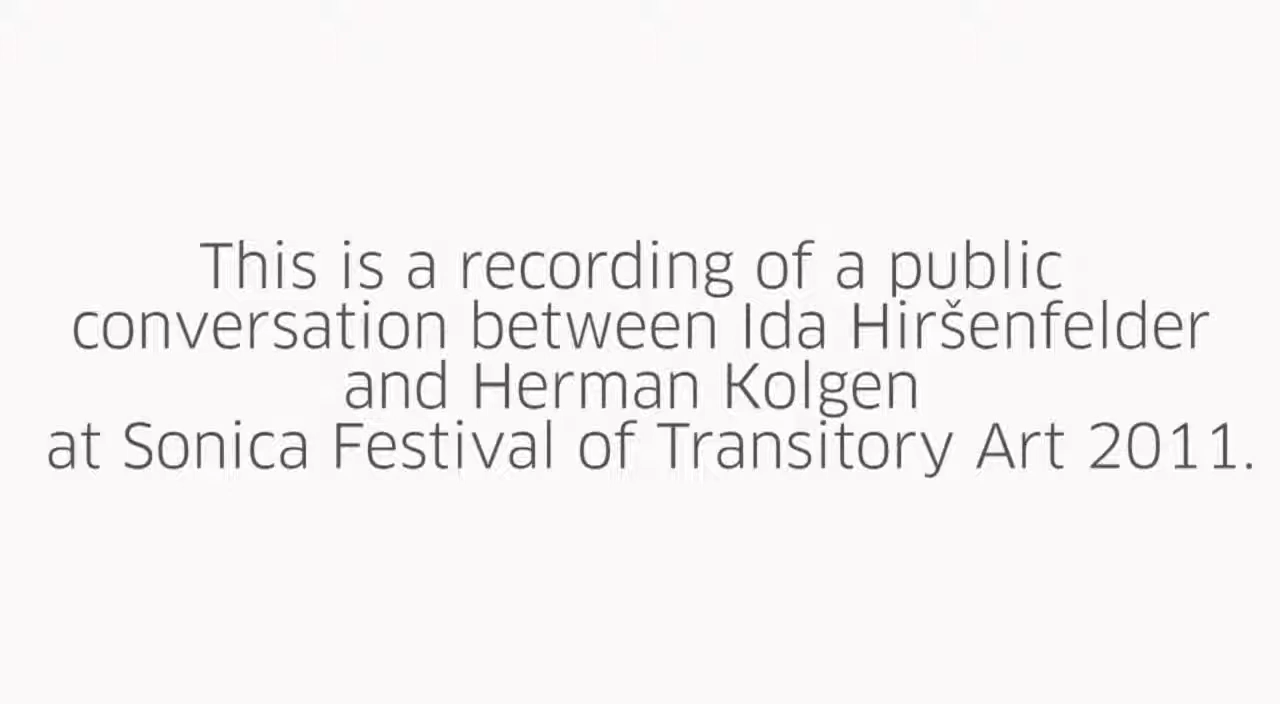 This is a recording of a public
conversation between Ida Hiršenfelder
and Herman Kolgen
at Sonica Festival of Transitory Art 2011.